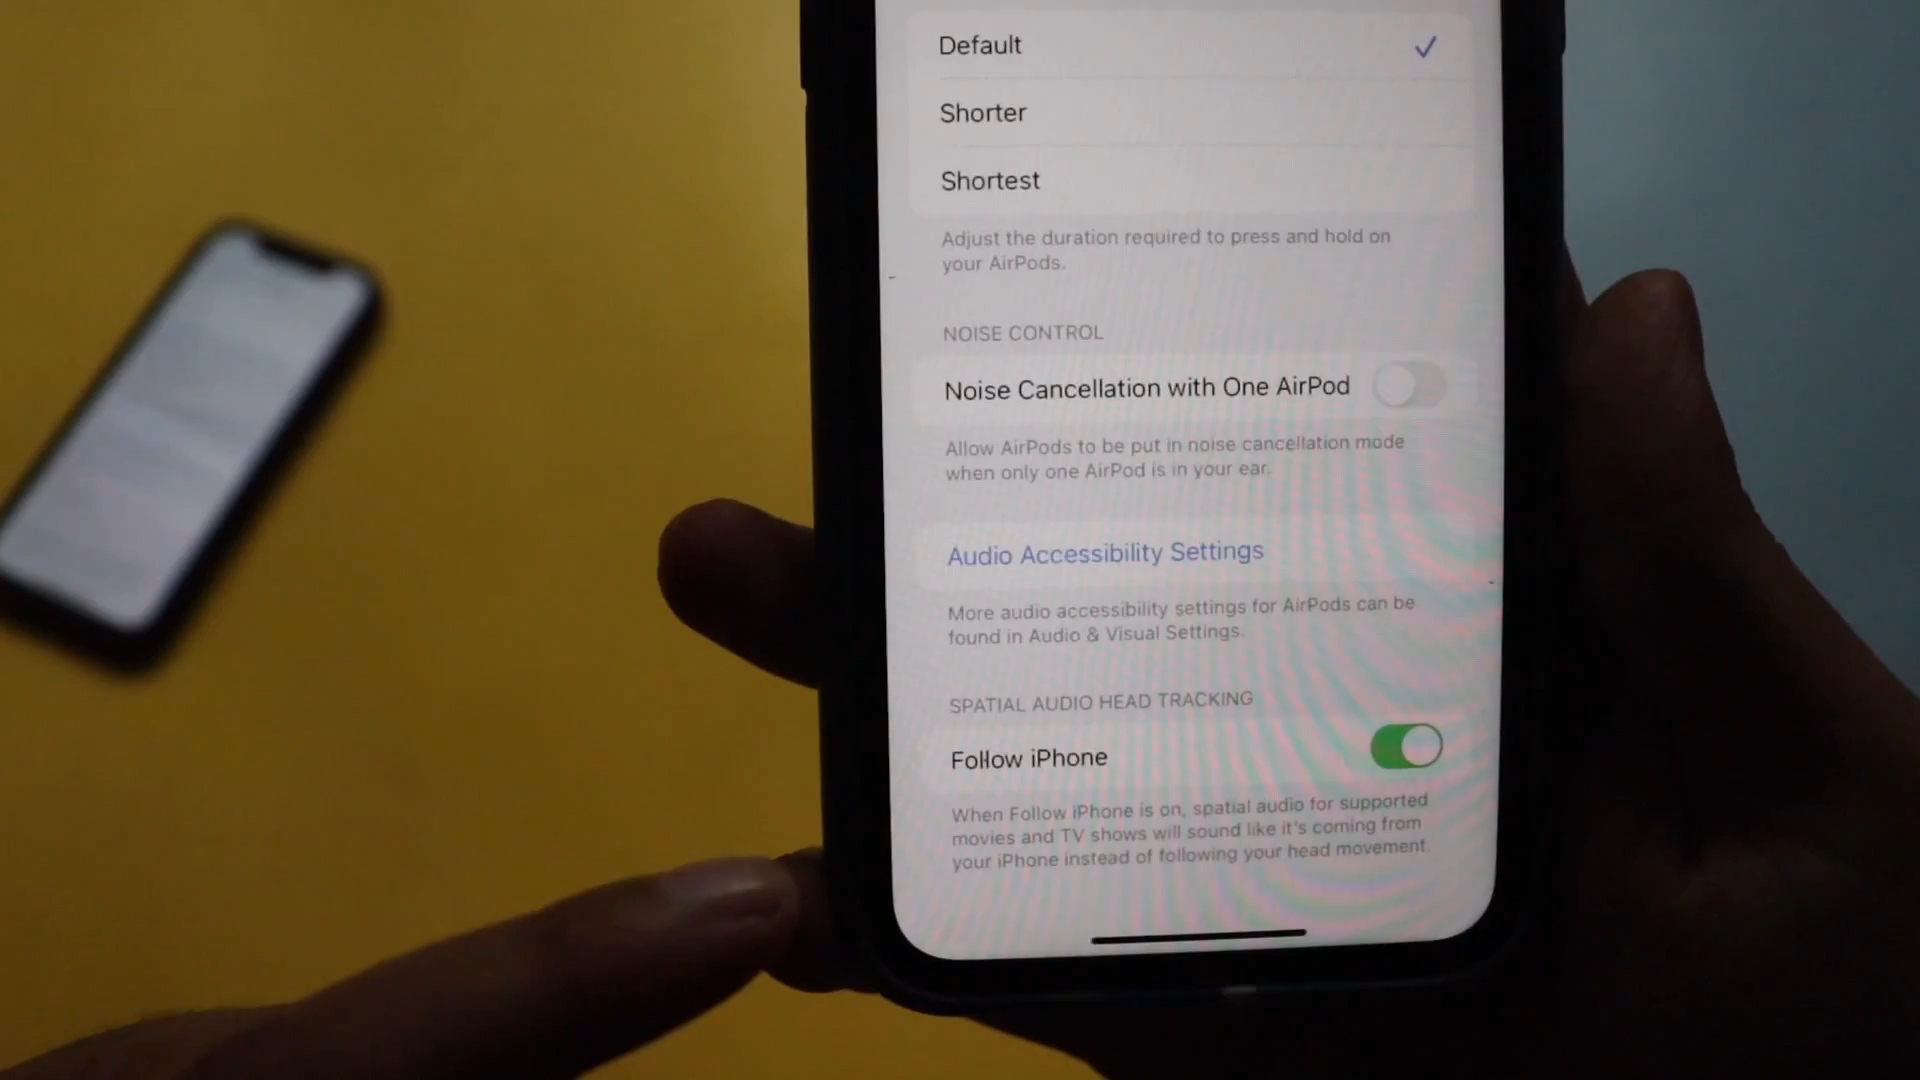 Default
Shorter
Shortest
Adjust the duration required to press and hold on
your AirPods.
NOISE CONTROL
Noise Cancellation with One AirPod
Allow AirPods to be put in noise cancellation mode
when only one AirPod is in your ear.
Audio Accessibility Settings
More audio accessibility settings for AirPods can be
found in Audio & Visual Settings.
SPATIAL AUDIO HEAD TRACKING
Follow iPhone
When Follow iPhone is on, spatial audio for supported
movies and TV shows will sound like it's coming from
your iPhone instead of following your head movement.